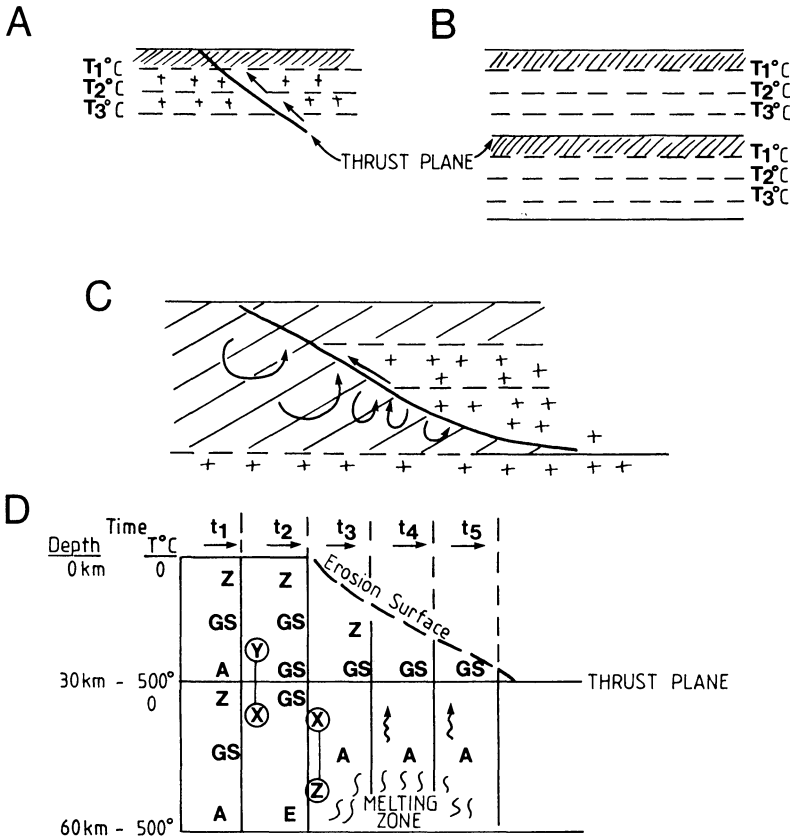 A
T1°C
T2°C
T3°C
THRUST PLANE
B
T1°C
T2°C
T3°C
T1°C
T2°C
T3°C
C
D
Time t1 t2 t3 t4 t5
Depth T°C
0km 0
Z Z
Erosion Surface
GS GS Z
Y
A GS GS GS GS
30km - 500° THRUST PLANE
0
Z GS
X X
GS A A A
Z
MELTING
ZONE
A E
60km - 500°